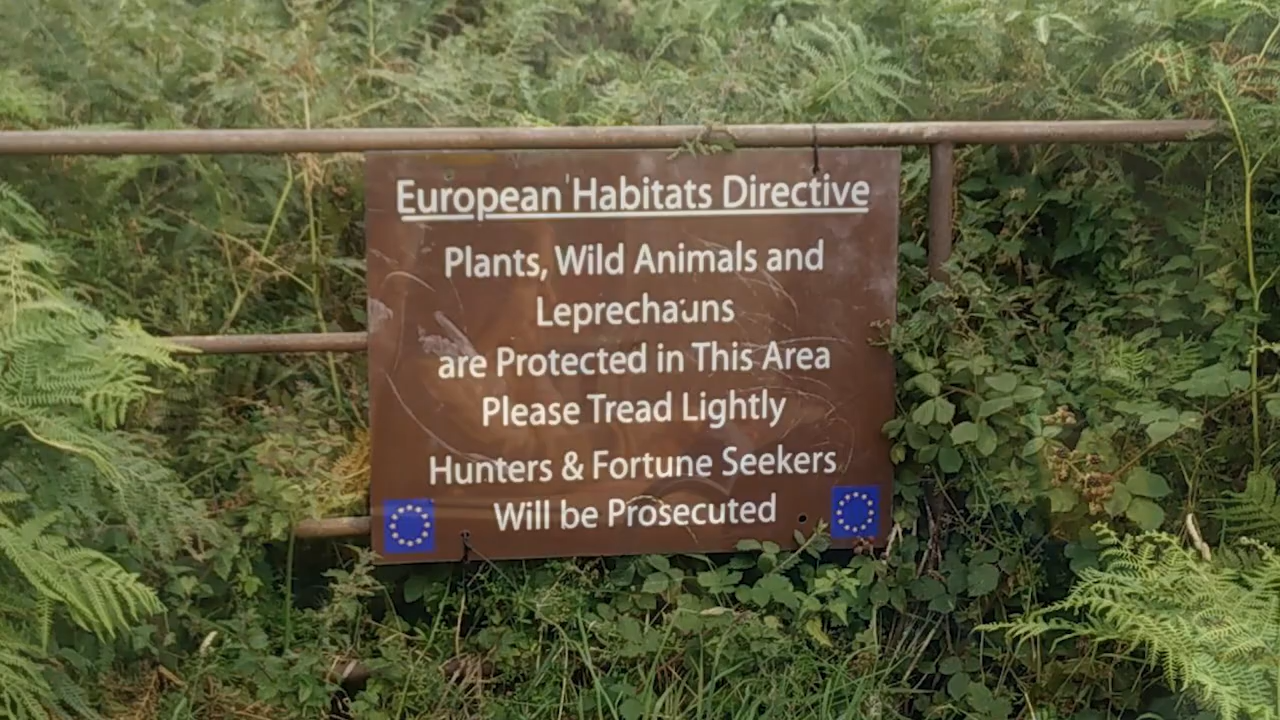 European Habitats Directive
Plants, Wild Animals and
Leprechauns
are Protected in This Area
Please Tread Lightly
Hunters & Fortune Seekers
Will be Prosecuted